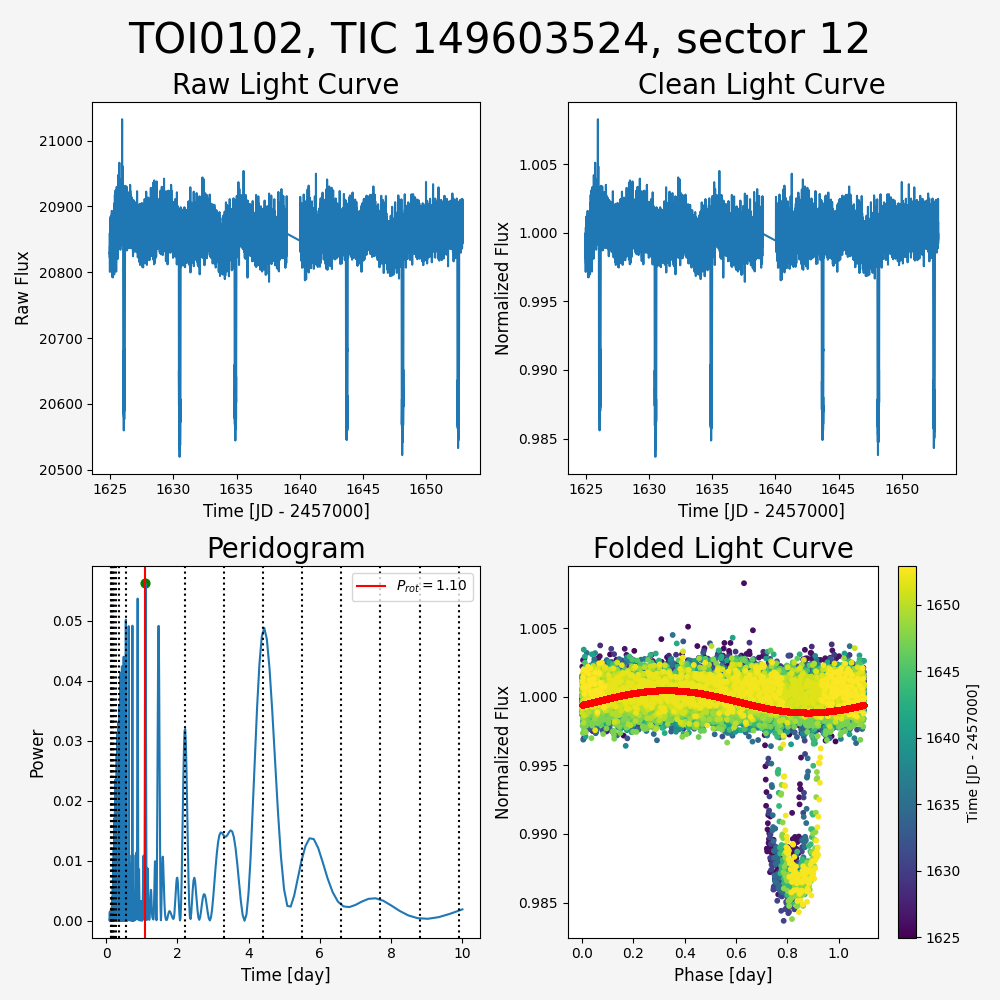 TOI0102, TIC 149603524, sector 12
Raw Light Curve
Clean Light Curve
21000
20900
20800
20700
20600
20500
Raw Flux
1625 1630 1635 1640 1645 1650
Time [JD - 2457000]
1.005
1.000
0.995
0.990
0.985
Normalized Flux
1625 1630 1635 1640 1645 1650
Time [JD - 2457000]
Peridogram
Folded Light Curve
P_rot = 1.10
0.05
0.04
0.03
0.02
0.01
0.00
Power
0 2 4 6 8 10
Time [day]
1.005
1.000
0.995
0.990
0.985
Normalized Flux
0.0 0.2 0.4 0.6 0.8 1.0
Phase [day]
1650
1645
1640
1635
1630
1625
Time [JD - 2457000]